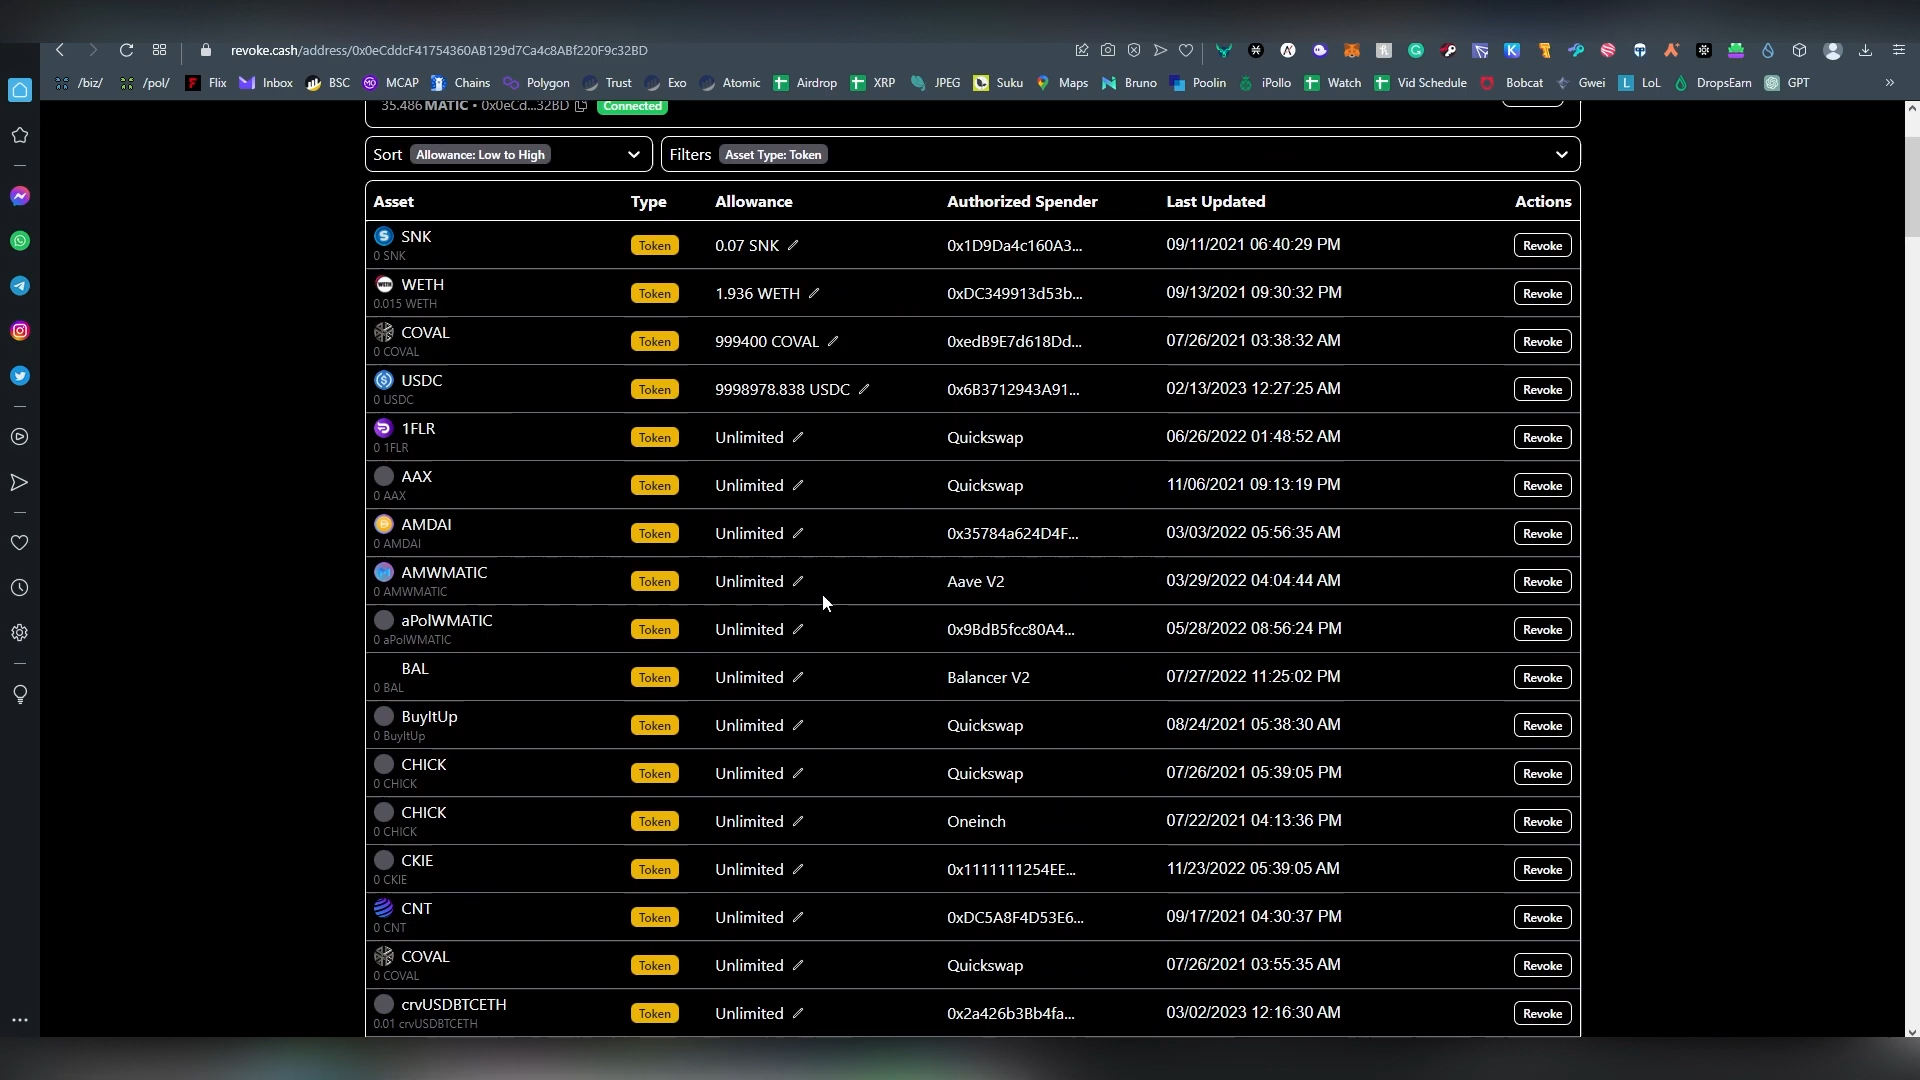 revoke.cash/address/0x0eCddcF41754360AB129d7Ca4c8ABf220F9c32BD
/biz/ /pol/ Flix Inbox BSC MCAP Chains Polygon Trust Exo Atomic Airdrop XRP JPEG Suku Maps Bruno Poolin iPollo Watch Vid Schedule Bobcat Gwei LoL DropsEarn GPT »
35.486 MATIC • 0x0eCd...32BD Connected
Sort Allowance: Low to High Filters Asset Type: Token
Asset Type Allowance Authorized Spender Last Updated Actions
SNK Token 0.07 SNK 0x1D9Da4c160A3... 09/11/2021 06:40:29 PM Revoke
0 SNK
WETH Token 1.936 WETH 0xDC349913d53b... 09/13/2021 09:30:32 PM Revoke
0.015 WETH
COVAL Token 999400 COVAL 0xedB9E7d618Dd... 07/26/2021 03:38:32 AM Revoke
0 COVAL
USDC Token 9998978.838 USDC 0x6B3712943A91... 02/13/2023 12:27:25 AM Revoke
0 USDC
1FLR Token Unlimited Quickswap 06/26/2022 01:48:52 AM Revoke
0 1FLR
AAX Token Unlimited Quickswap 11/06/2021 09:13:19 PM Revoke
0 AAX
AMDAI Token Unlimited 0x35784a624D4F... 03/03/2022 05:56:35 AM Revoke
0 AMDAI
AMWMATIC Token Unlimited Aave V2 03/29/2022 04:04:44 AM Revoke
0 AMWMATIC
aPolWMATIC Token Unlimited 0x9BdB5fcc80A4... 05/28/2022 08:56:24 PM Revoke
0 aPolWMATIC
BAL Token Unlimited Balancer V2 07/27/2022 11:25:02 PM Revoke
0 BAL
BuyItUp Token Unlimited Quickswap 08/24/2021 05:38:30 AM Revoke
0 BuyItUp
CHICK Token Unlimited Quickswap 07/26/2021 05:39:05 PM Revoke
0 CHICK
CHICK Token Unlimited Oneinch 07/22/2021 04:13:36 PM Revoke
0 CHICK
CKIE Token Unlimited 0x1111111254EE... 11/23/2022 05:39:05 AM Revoke
0 CKIE
CNT Token Unlimited 0xDC5A8F4D53E6... 09/17/2021 04:30:37 PM Revoke
0 CNT
COVAL Token Unlimited Quickswap 07/26/2021 03:55:35 AM Revoke
0 COVAL
crvUSDBTCETH Token Unlimited 0x2a426b3Bb4fa... 03/02/2023 12:16:30 AM Revoke
0.01 crvUSDBTCETH